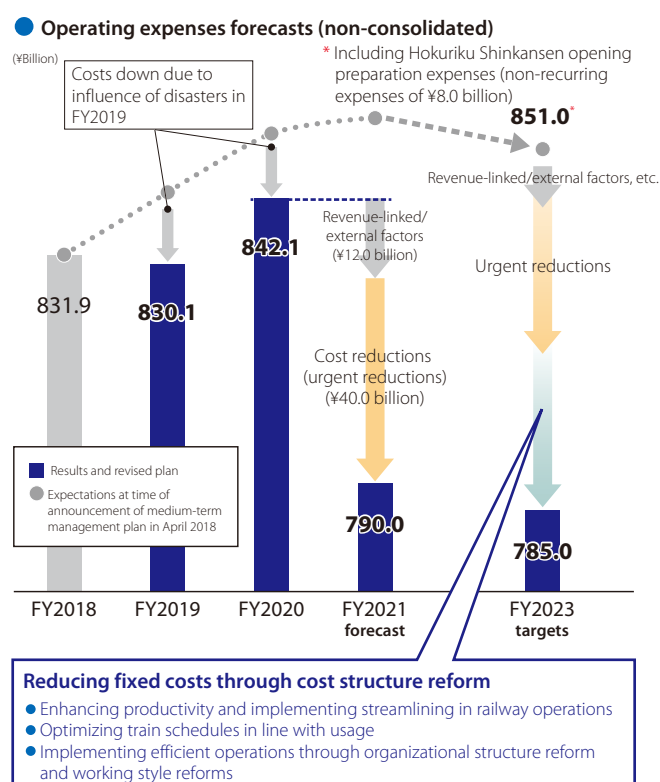 Operating expenses forecasts (non-consolidated)
(¥Billion)
* Including Hokuriku Shinkansen opening
preparation expenses (non-recurring
expenses of ¥8.0 billion)
Costs down due to
influence of disasters in
FY2019
851.0*
Revenue-linked/external factors, etc.
Revenue-linked/
external factors
(¥12.0 billion)
842.1
Urgent reductions
831.9
830.1
Cost reductions
(urgent reductions)
(¥40.0 billion)
Results and revised plan
Expectations at time of
announcement of medium-term
management plan in April 2018
790.0
785.0
FY2018
FY2019
FY2020
FY2021
forecast
FY2023
targets
Reducing fixed costs through cost structure reform
Enhancing productivity and implementing streamlining in railway operations
Optimizing train schedules in line with usage
Implementing efficient operations through organizational structure reform
and working style reforms